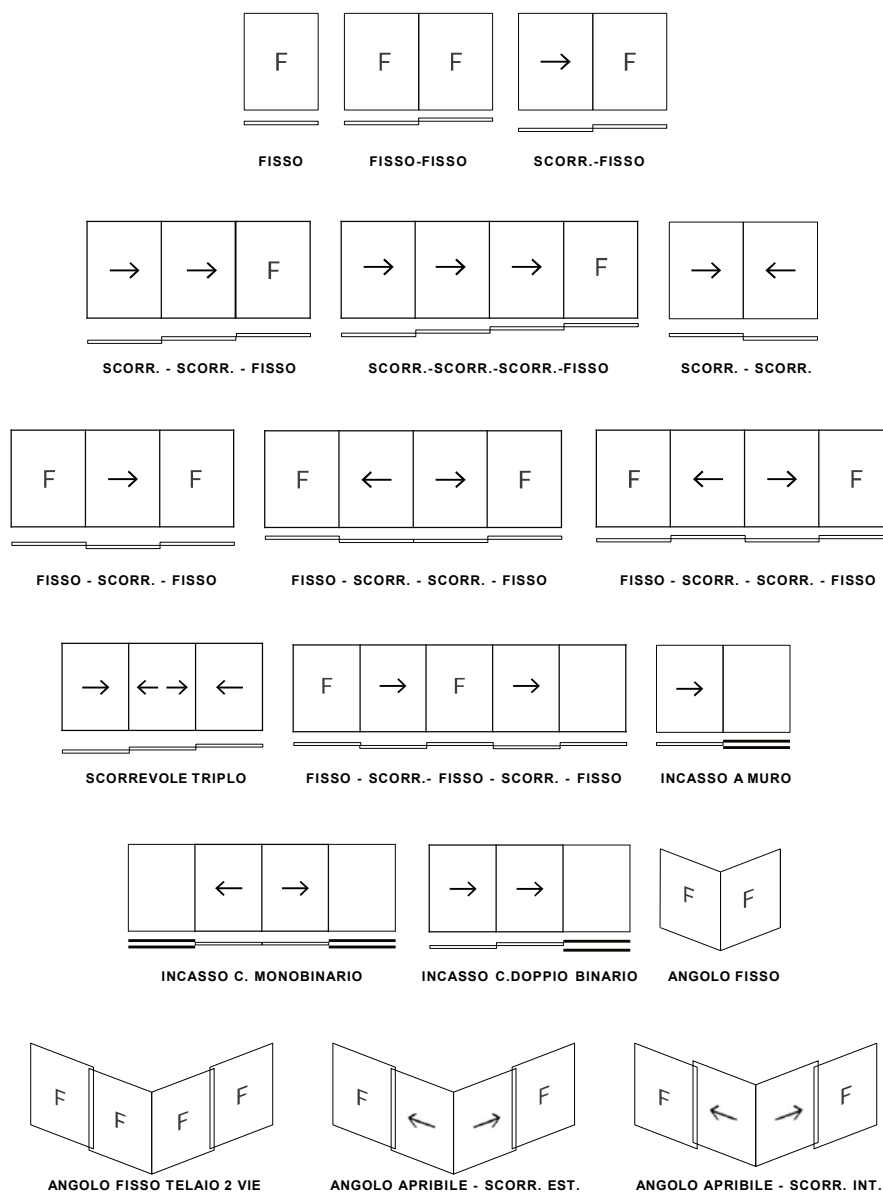 F F F F
FISSO FISSO-FISSO SCORR.-FISSO
F F
SCORR. - SCORR. - FISSO SCORR.-SCORR.-SCORR.-FISSO SCORR. - SCORR.
F F F F F F
FISSO - SCORR. - FISSO FISSO - SCORR. - SCORR. - FISSO FISSO - SCORR. - SCORR. - FISSO
F F
SCORREVOLE TRIPLO FISSO - SCORR.- FISSO - SCORR. - FISSO INCASSO A MURO
F F
INCASSO C. MONOBINARIO INCASSO C.DOPPIO BINARIO ANGOLO FISSO
F F F F F F F F
ANGOLO FISSO TELAIO 2 VIE ANGOLO APRIBILE - SCORR. EST. ANGOLO APRIBILE - SCORR. INT.